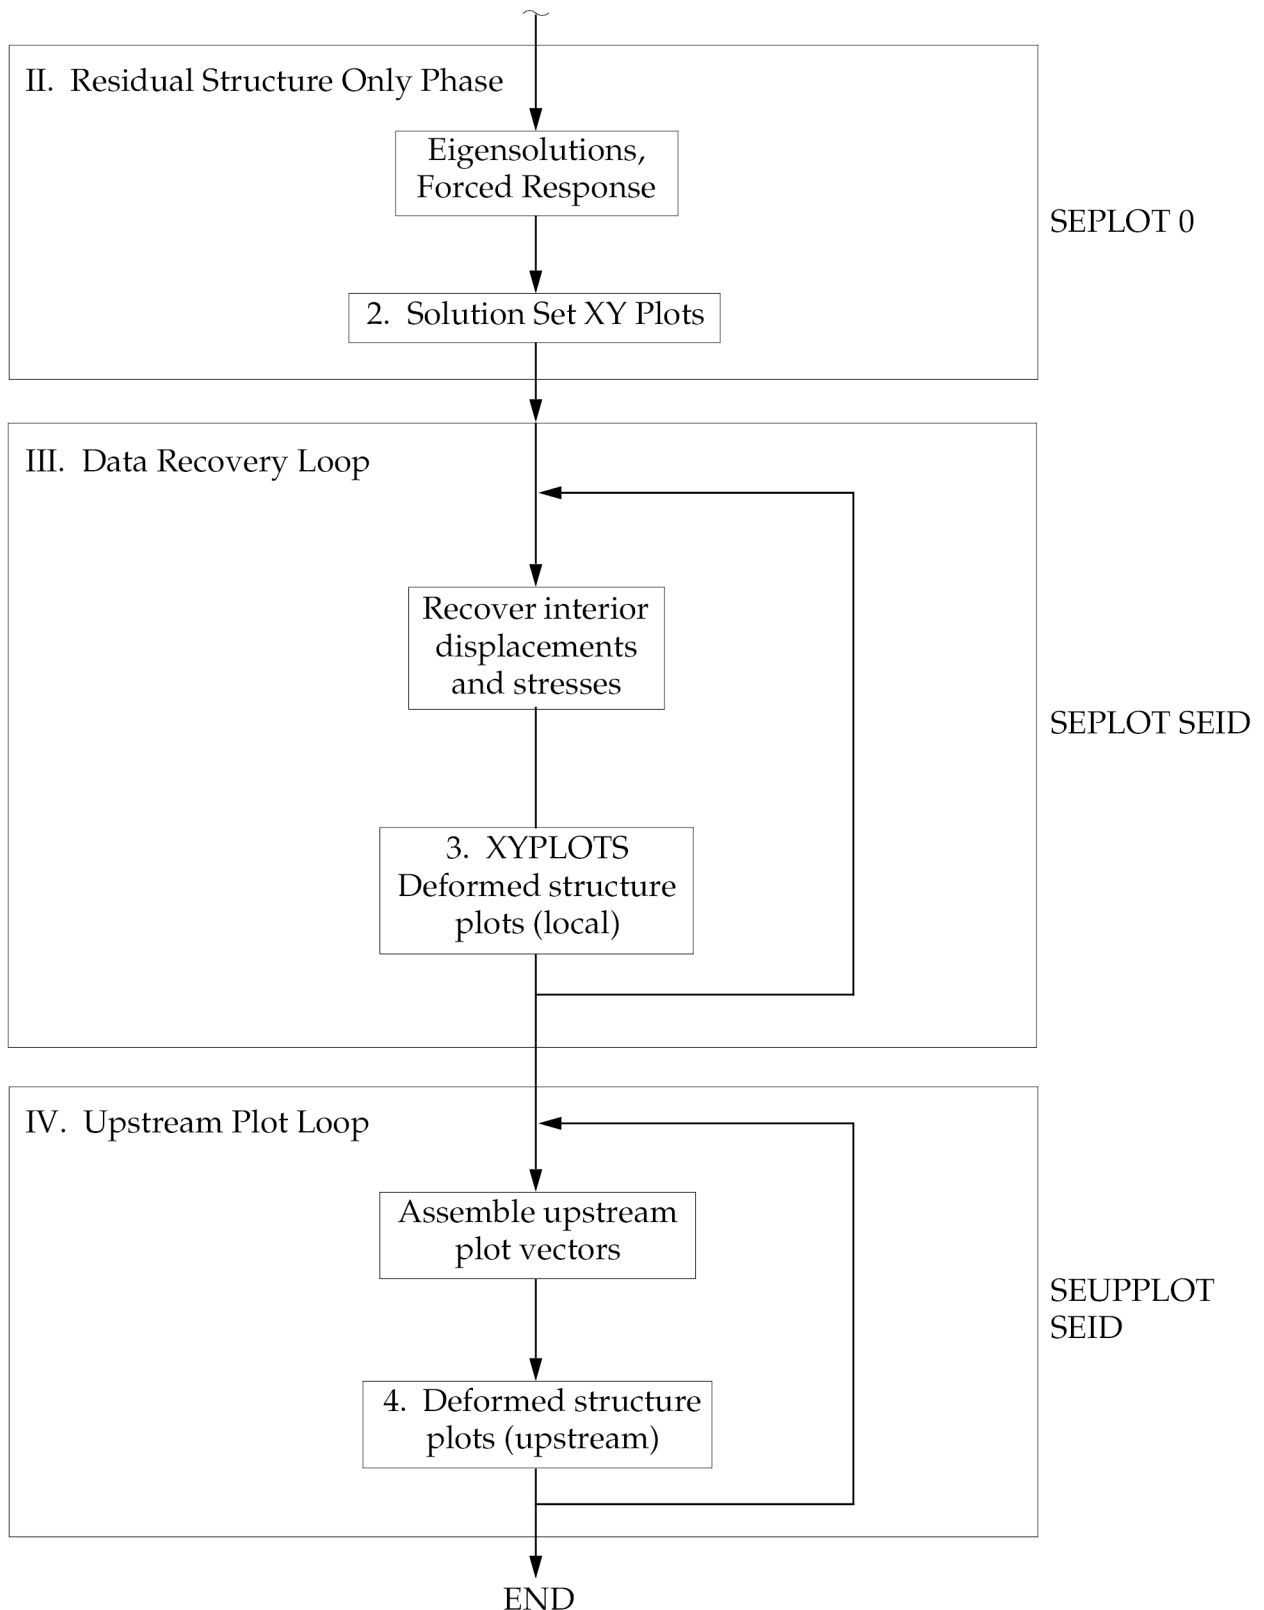 II. Residual Structure Only Phase
Eigensolutions,
Forced Response
SEPLOT 0
2. Solution Set XY Plots
III. Data Recovery Loop
Recover interior
displacements
and stresses
SEPLOT SEID
3. XYPLOTS
Deformed structure
plots (local)
IV. Upstream Plot Loop
Assemble upstream
plot vectors
SEUPPLOT
SEID
4. Deformed structure
plots (upstream)
END